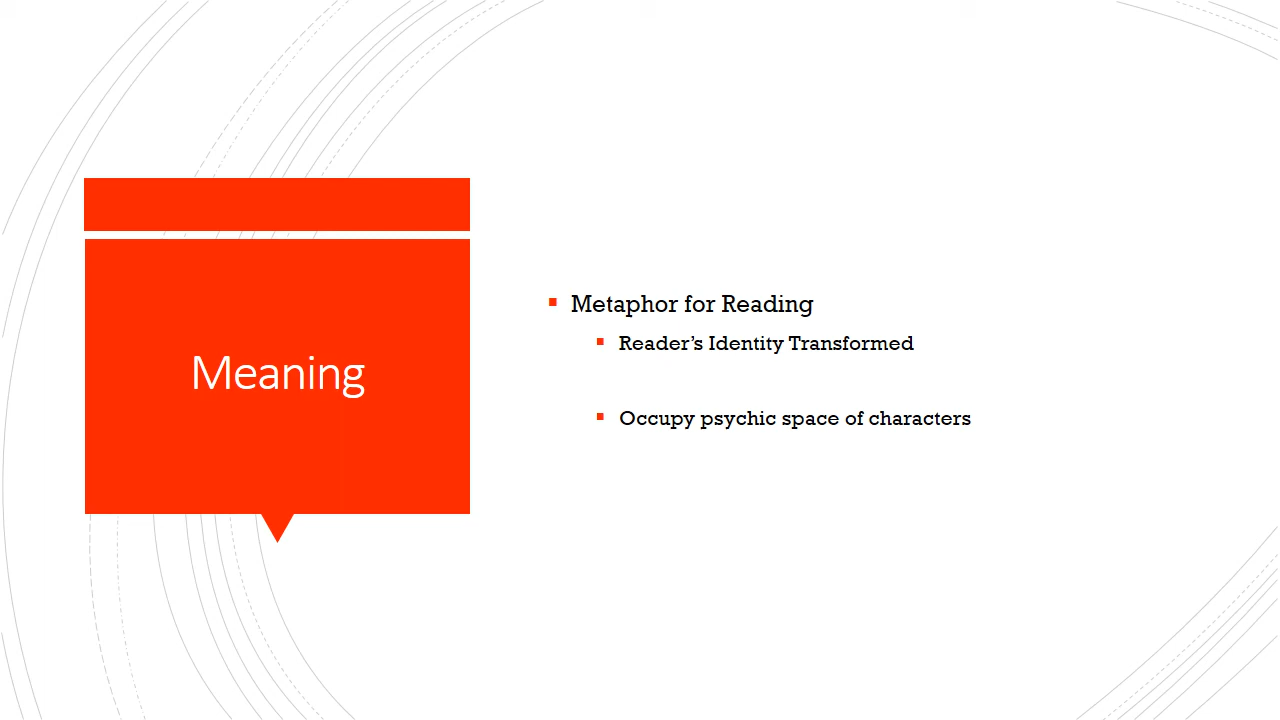 Meaning
Metaphor for Reading
Reader’s Identity Transformed
Occupy psychic space of characters